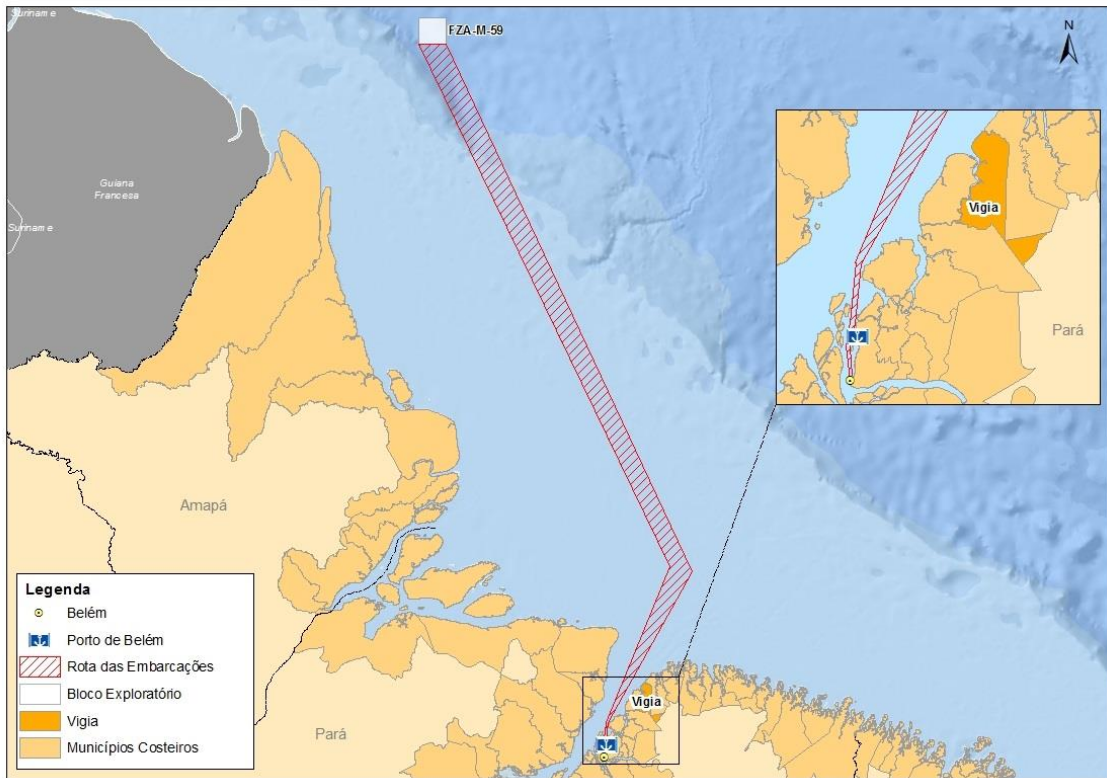 Suriname
FZA-M-59
N
Guiana
Francesa
Suriname
Vigia
Pará
Amapá
Legenda
Belém
Porto de Belém
Rota das Embarcações
Bloco Exploratório
Vigia
Municípios Costeiros
Pará
Vigia